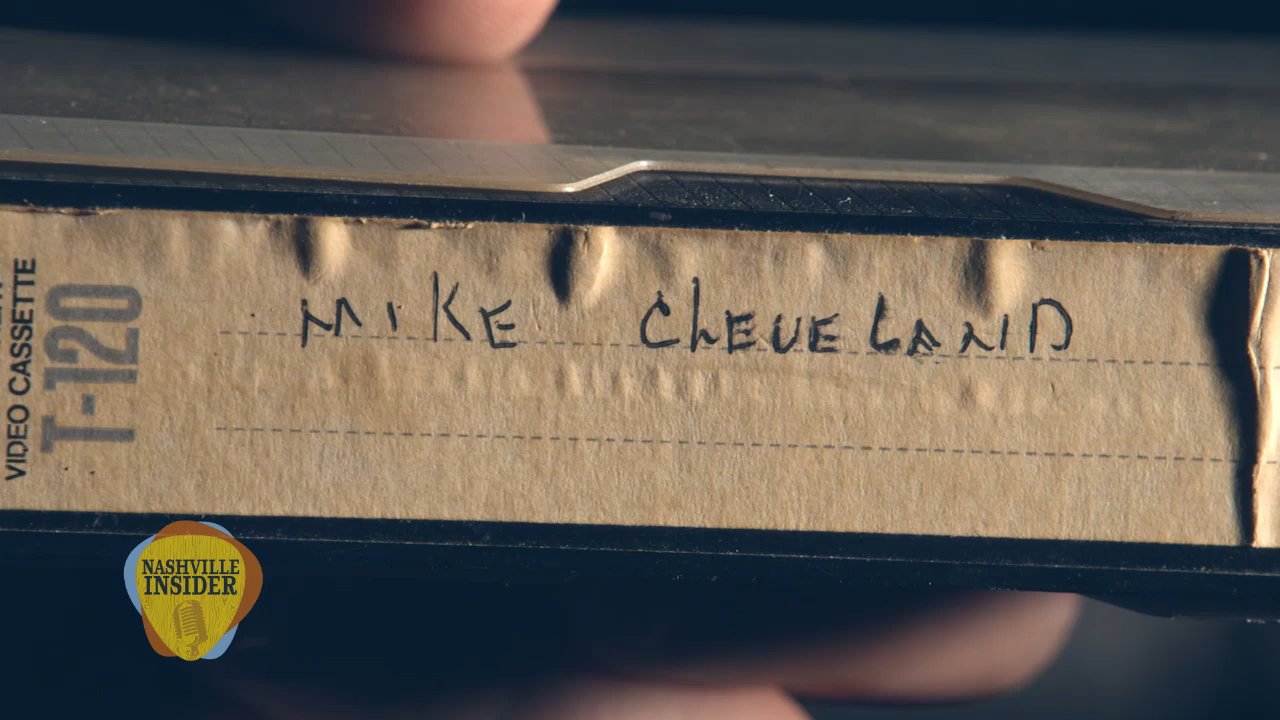 VIDEO CASSETTE
T-120
MIKE CLEVELAND
NASHVILLE
INSIDER